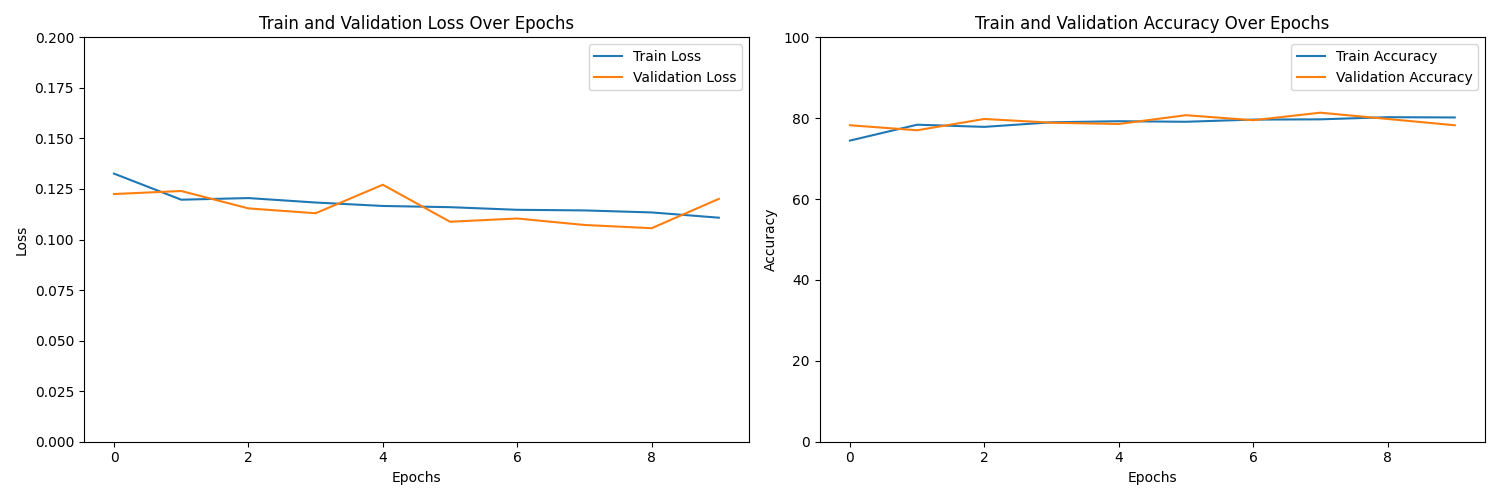 Train and Validation Loss Over Epochs
0.200
0.175
0.150
0.125
0.100
0.075
0.050
0.025
0.000
Loss
Train Loss
Validation Loss
0 2 4 6 8
Epochs
Train and Validation Accuracy Over Epochs
100
80
60
40
20
0
Accuracy
Train Accuracy
Validation Accuracy
0 2 4 6 8
Epochs